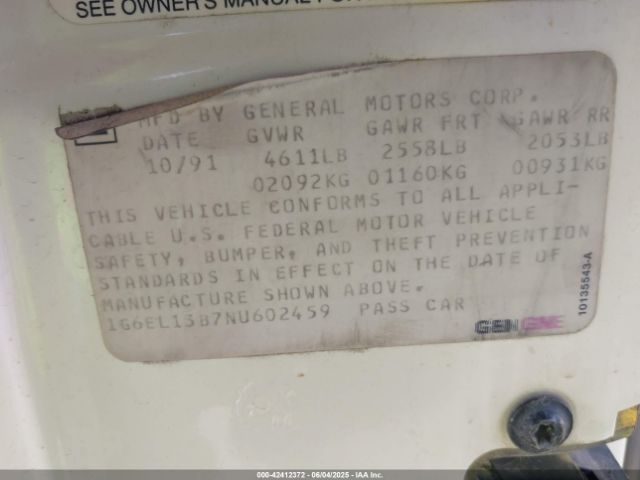 SEE OWNER'S MANUAL FOR
MFD BY GENERAL MOTORS CORP.
DATE GVWR GAWR FRT GAWR RR
10/91 4611LB 2558LB 2053LB
02092KG 01160KG 00931KG
THIS VEHICLE CONFORMS TO ALL APPLI-
CABLE U.S. FEDERAL MOTOR VEHICLE
SAFETY, BUMPER, AND THEFT PREVENTION
STANDARDS IN EFFECT ON THE DATE OF
MANUFACTURE SHOWN ABOVE.
1G6EL13B7NU602459 PASS CAR
10135543-A
000-42412372 - 06/04/2025 - IAA Inc.